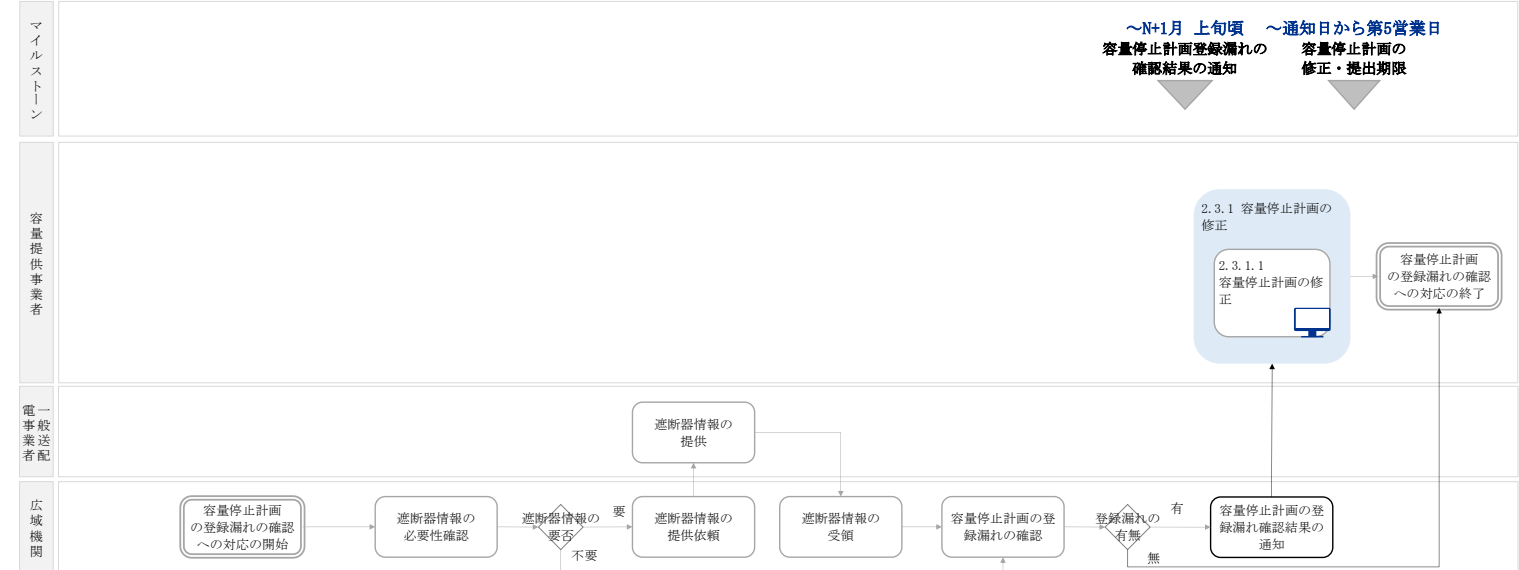 マイルストーン
～N+1月 上旬頃
容量停止計画登録漏れの
確認結果の通知
～通知日から第5営業日
容量停止計画の
修正・提出期限
容量提供事業者
2.3.1 容量停止計画の
修正
2.3.1.1
容量停止計画の修
正
容量停止計画
の登録漏れの確認
への対応の終了
一般送配
電事業者
遮断器情報の
提供
広域機関
容量停止計画
の登録漏れの確認
への対応の開始
遮断器情報の
必要性確認
遮断器情報の
要否
要
不要
遮断器情報の
提供依頼
遮断器情報の
受領
容量停止計画の登
録漏れの確認
登録漏れの
有無
有
無
容量停止計画の登
録漏れ確認結果の
通知